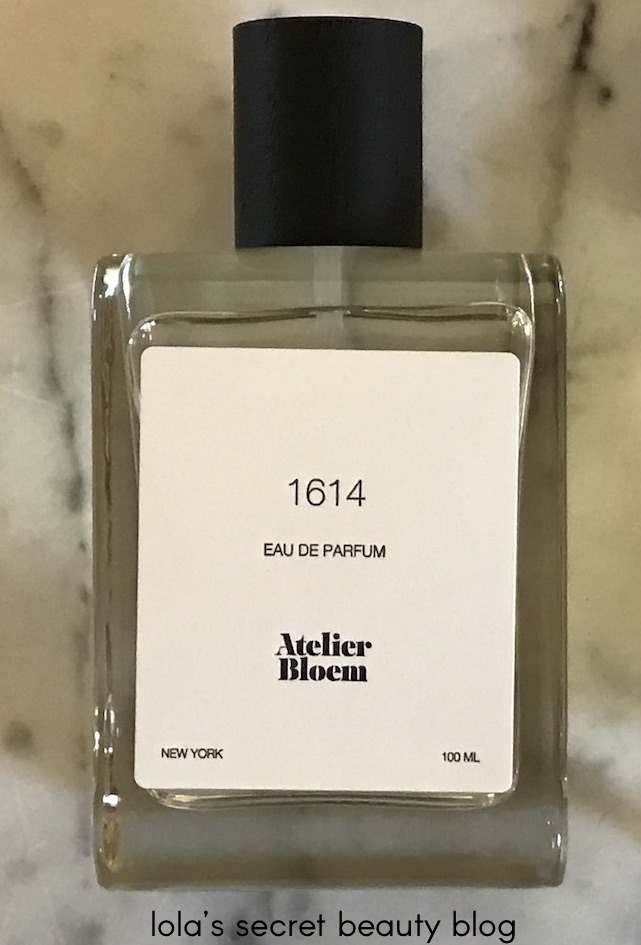 1614
EAU DE PARFUM
Atelier
Bloem
NEW YORK 100 ML
lola's secret beauty blog